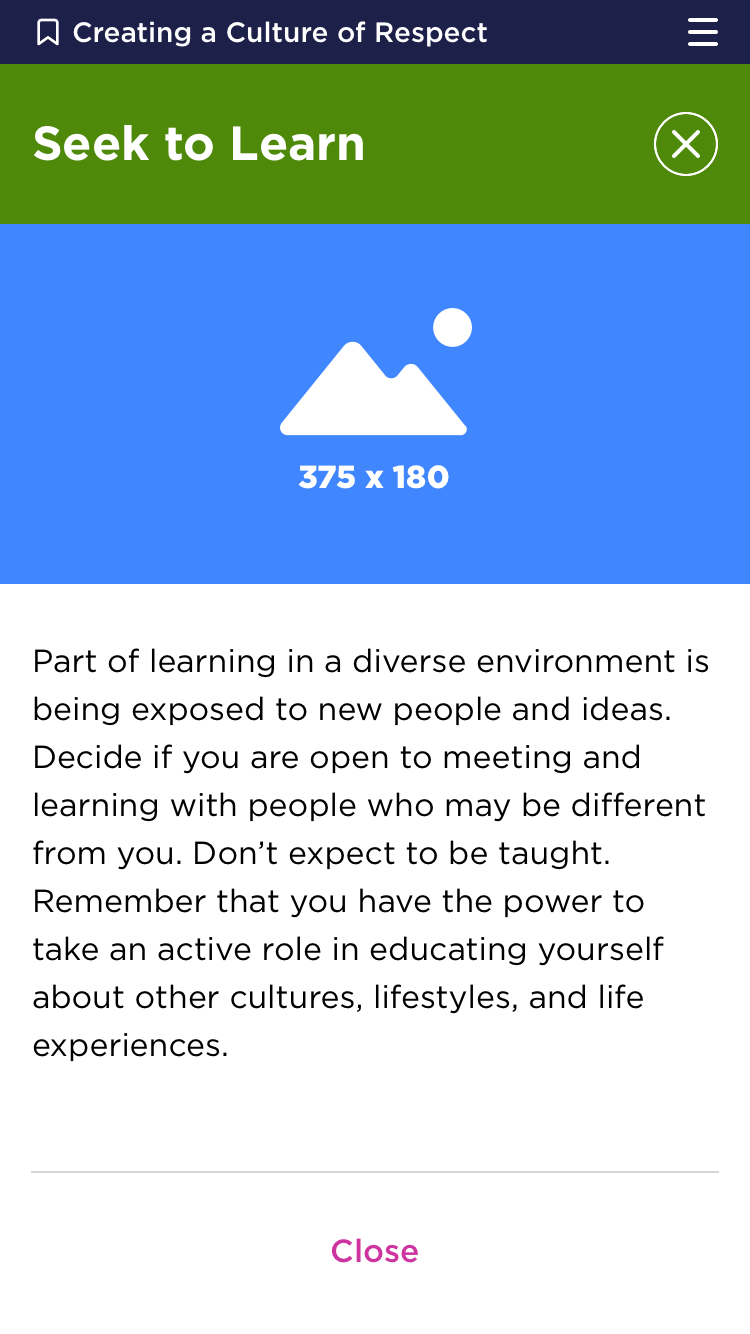 Creating a Culture of Respect
Seek to Learn
375 x 180
Part of learning in a diverse environment is
being exposed to new people and ideas.
Decide if you are open to meeting and
learning with people who may be different
from you. Don’t expect to be taught.
Remember that you have the power to
take an active role in educating yourself
about other cultures, lifestyles, and life
experiences.
Close